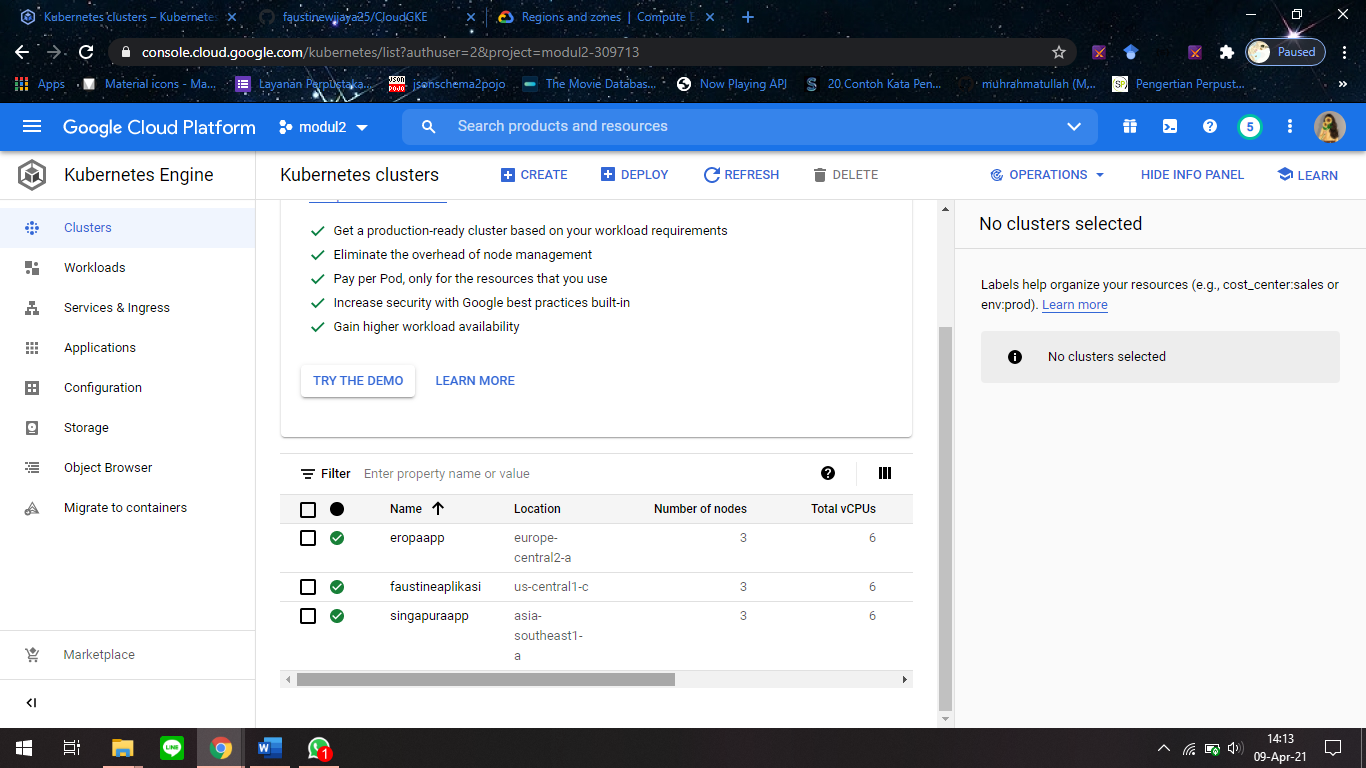 Kubernetes clusters – Kubernetes
faustinewijaya25/CloudGKE
Regions and zones | Compute E
console.cloud.google.com/kubernetes/list?authuser=2&project=modul2-309713
Paused
Apps
Material icons - Ma...
Layanan Perpustaka...
JSON
POJO
jsonschema2pojo
The Movie Databas...
Now Playing APJ
20 Contoh Kata Pen...
muhrahmatullah (M,...
Pengertian Perpust...
»
Google Cloud Platform
modul2
Search products and resources
5
Kubernetes Engine
Kubernetes clusters
CREATE
DEPLOY
REFRESH
DELETE
OPERATIONS
HIDE INFO PANEL
LEARN
Clusters
Workloads
Services & Ingress
Applications
Configuration
Storage
Object Browser
Migrate to containers
Marketplace
Get a production-ready cluster based on your workload requirements
Eliminate the overhead of node management
Pay per Pod, only for the resources that you use
Increase security with Google best practices built-in
Gain higher workload availability
TRY THE DEMO
LEARN MORE
Filter Enter property name or value
Name Location Number of nodes Total vCPUs
eropaapp europe-central2-a 3 6
faustineaplikasi us-central1-c 3 6
singapuraapp asia-southeast1-a 3 6
No clusters selected
Labels help organize your resources (e.g., cost_center:sales or
env:prod). Learn more
No clusters selected
LINE
W
1
14:13
09-Apr-21